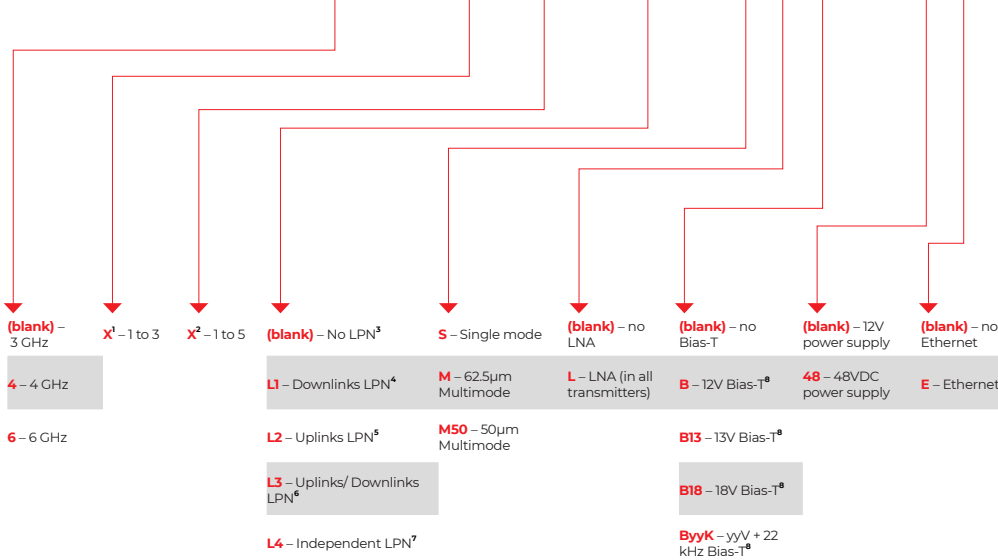 (blank) –
3 GHz
X¹ – 1 to 3
X² – 1 to 5
(blank) – No LPN³
S – Single mode
(blank) – no
LNA
(blank) – no
Bias-T
(blank) – 12V
power supply
(blank) – no
Ethernet
4 – 4 GHz
L1 – Downlinks LPN⁴
M – 62.5µm
Multimode
L – LNA (in all
transmitters)
B – 12V Bias-T⁸
48 – 48VDC
power supply
E – Ethernet
6 – 6 GHz
L2 – Uplinks LPN⁵
M50 – 50µm
Multimode
B13 – 13V Bias-T⁸
L3 – Uplinks/ Downlinks
LPN⁶
B18 – 18V Bias-T⁸
L4 – Independent LPN⁷
ByyK – yyV + 22
kHz Bias-T⁸